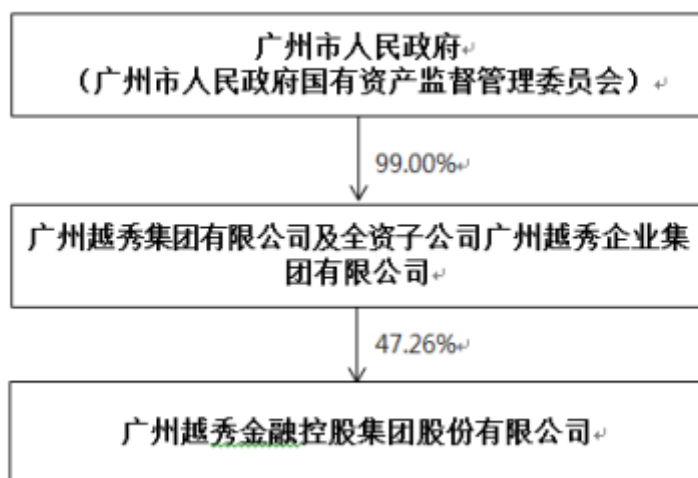 广州市人民政府
（广州市人民政府国有资产监督管理委员会）
99.00%
广州越秀集团有限公司及全资子公司广州越秀企业集
团有限公司
47.26%
广州越秀金融控股集团股份有限公司